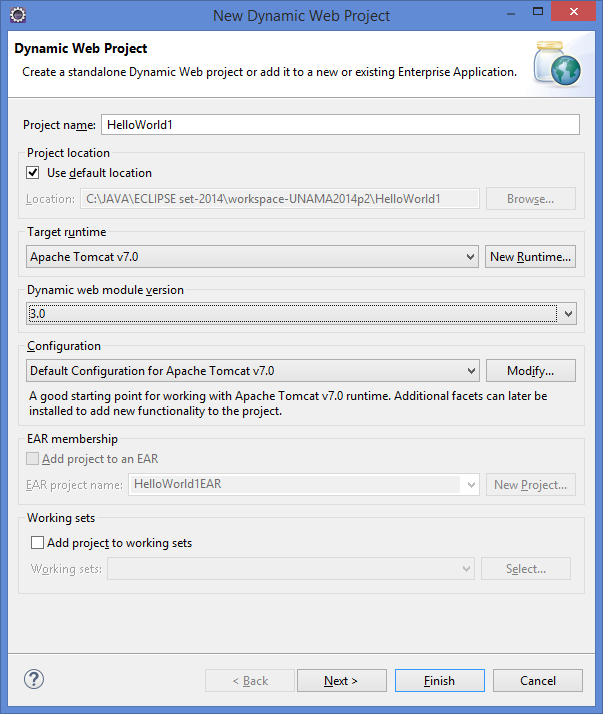 New Dynamic Web Project
Dynamic Web Project
Create a standalone Dynamic Web project or add it to a new or existing Enterprise Application.
Project name: HelloWorld1
Project location
Use default location
Location: C:\JAVA\ECLIPSE set-2014\workspace-UNAMA2014p2\HelloWorld1 Browse...
Target runtime
Apache Tomcat v7.0 New Runtime...
Dynamic web module version
3.0
Configuration
Default Configuration for Apache Tomcat v7.0 Modify...
A good starting point for working with Apache Tomcat v7.0 runtime. Additional facets can later be
installed to add new functionality to the project.
EAR membership
Add project to an EAR
EAR project name: HelloWorld1EAR New Project...
Working sets
Add project to working sets
Working sets: Select...
? < Back Next > Finish Cancel